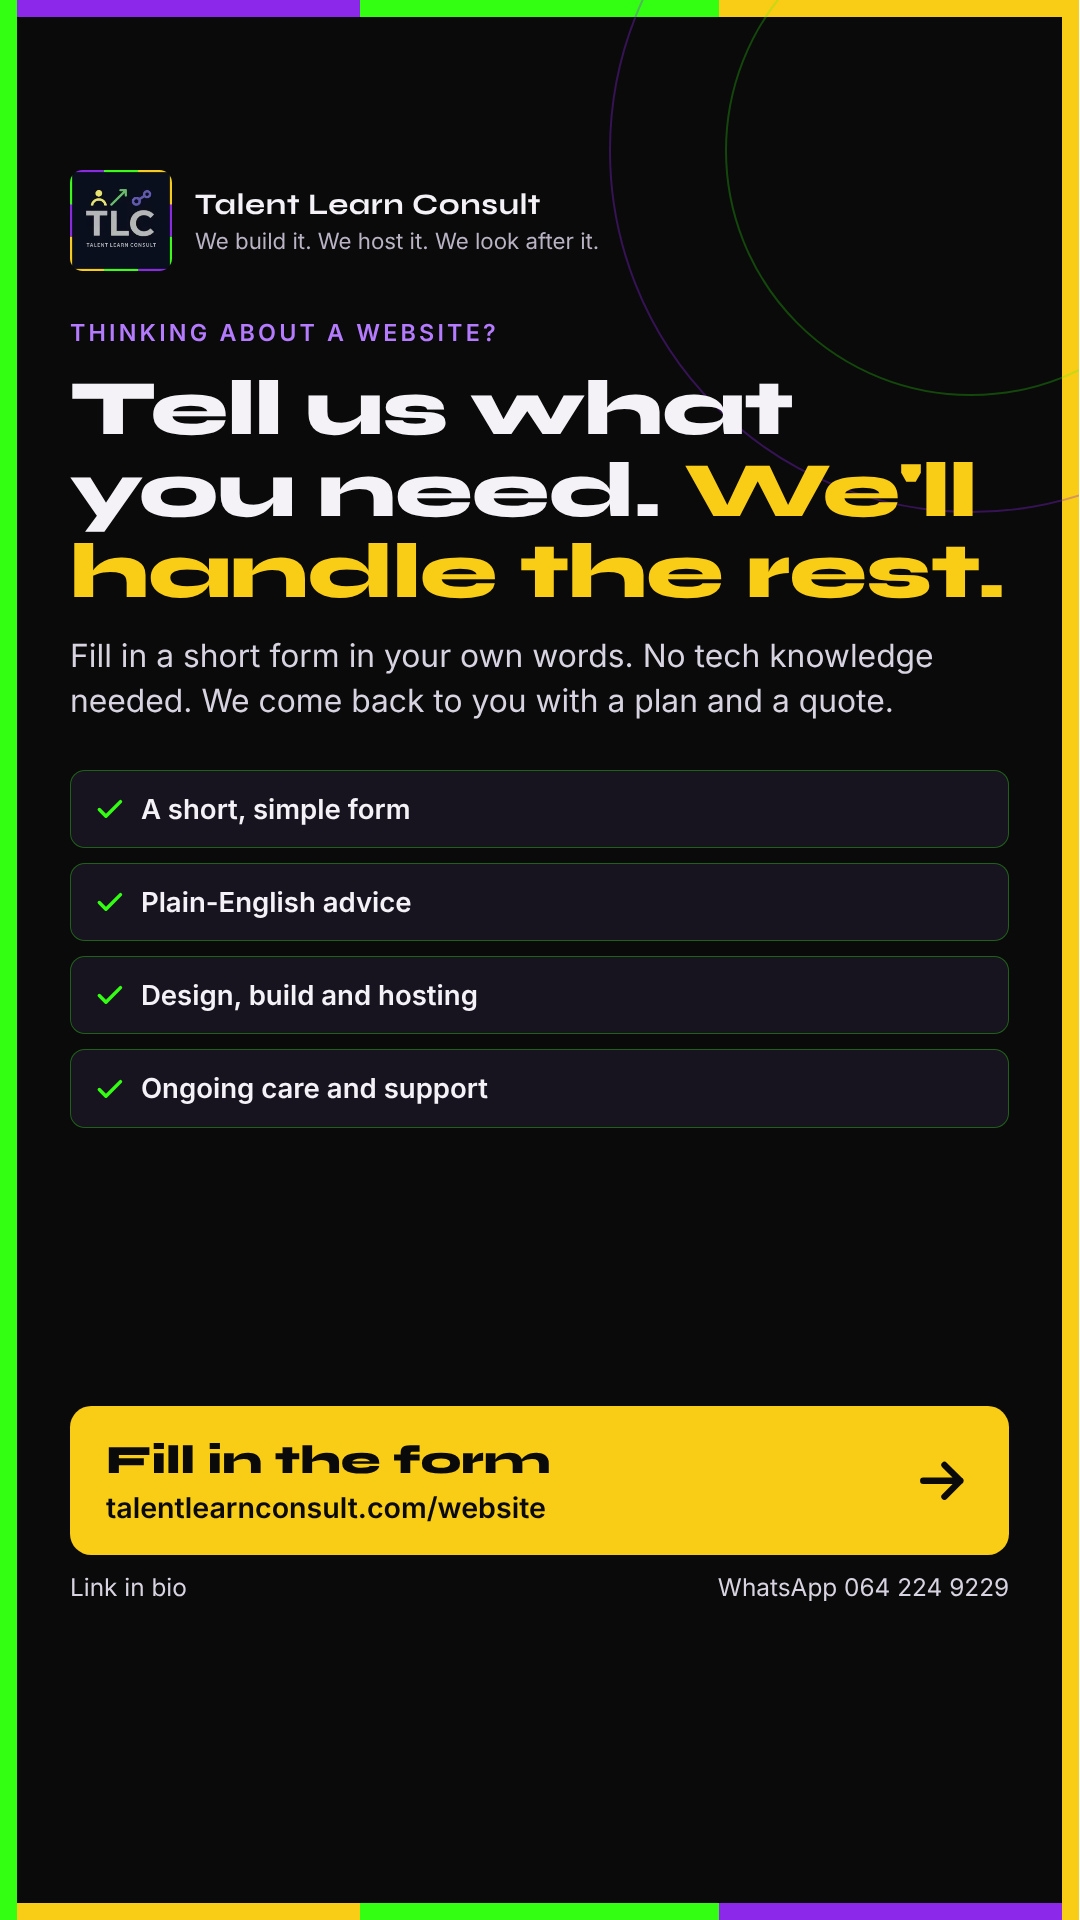 TLC
TALENT LEARN CONSULT
Talent Learn Consult
We build it. We host it. We look after it.
THINKING ABOUT A WEBSITE?
Tell us what
you need. We'll
handle the rest.
Fill in a short form in your own words. No tech knowledge
needed. We come back to you with a plan and a quote.
A short, simple form
Plain-English advice
Design, build and hosting
Ongoing care and support
Fill in the form
talentlearnconsult.com/website
Link in bio
WhatsApp 064 224 9229